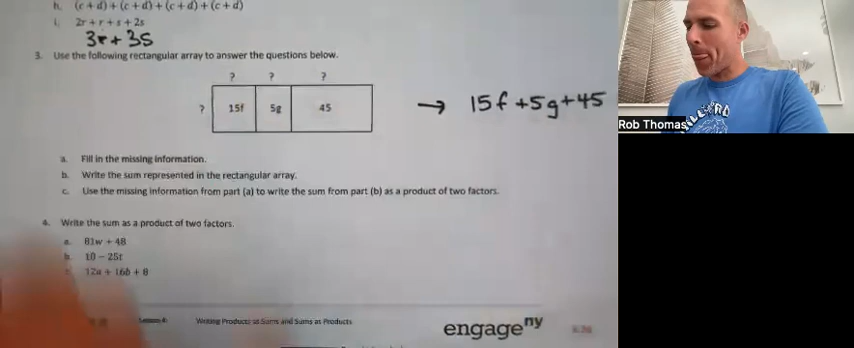 h. (c + d) + (c + d) + (c + d) + (c + d)
i. 2r + r + s + 2s
3r + 3s
3. Use the following rectangular array to answer the questions below.
? ? ?
? 15f 5g 45 → 15f + 5g + 45
a. Fill in the missing information.
b. Write the sum represented in the rectangular array.
c. Use the missing information from part (a) to write the sum from part (b) as a product of two factors.
4. Write the sum as a product of two factors.
a. 81w + 48
b. 10 − 25t
c. 12a + 16b + 8
Writing Products as Sums and Sums as Products
engage ny
Rob Thomas